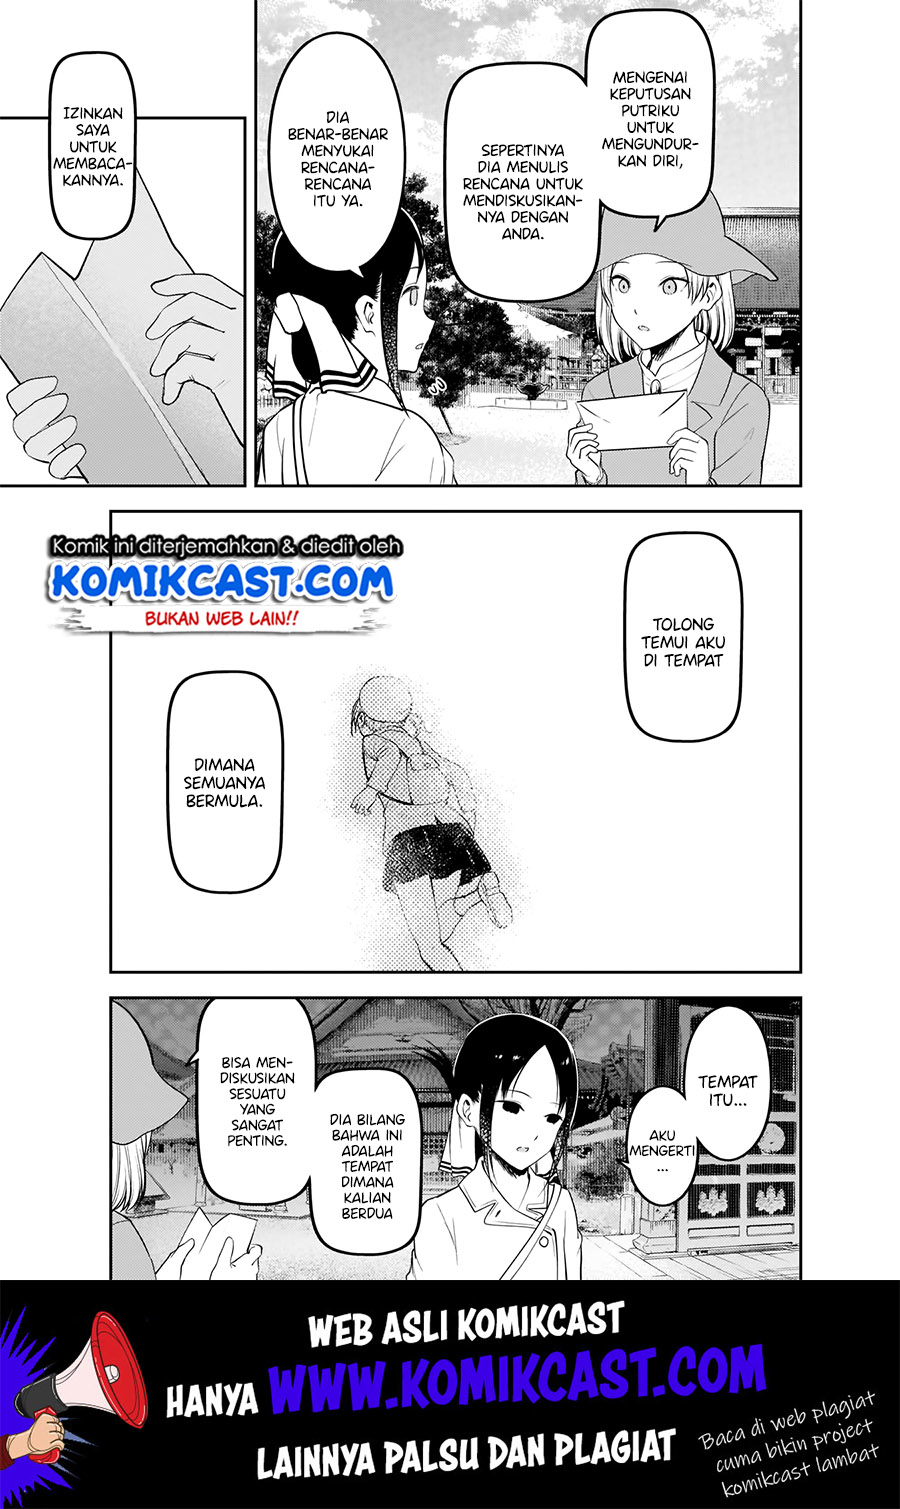 MENGENAI
KEPUTUSAN
PUTRIKU
UNTUK
MENGUNDUR-
KAN DIRI,
SEPERTINYA
DIA MENULIS
RENCANA UNTUK
MENDISKUSIKAN-
NYA DENGAN
ANDA.
DIA
BENAR-BENAR
MENYUKAI
RENCANA-
RENCANA
ITU YA.
IZINKAN
SAYA
UNTUK
MEMBACA-
KANNYA.
Komik ini diterjemahkan & diedit oleh
KOMIKCAST.COM
BUKAN WEB LAIN!!
TOLONG
TEMUI AKU
DI TEMPAT
DIMANA
SEMUANYA
BERMULA.
TEMPAT
ITU...
AKU
MENGERTI
...
DIA BILANG
BAHWA INI
ADALAH
TEMPAT
DIMANA
KALIAN
BERDUA
BISA MEN-
DISKUSIKAN
SESUATU
YANG
SANGAT
PENTING.
WEB ASLI KOMIKCAST
HANYA WWW.KOMIKCAST.COM
LAINNYA PALSU DAN PLAGIAT
Baca di web plagiat
cuma bikin project
komikcast lambat